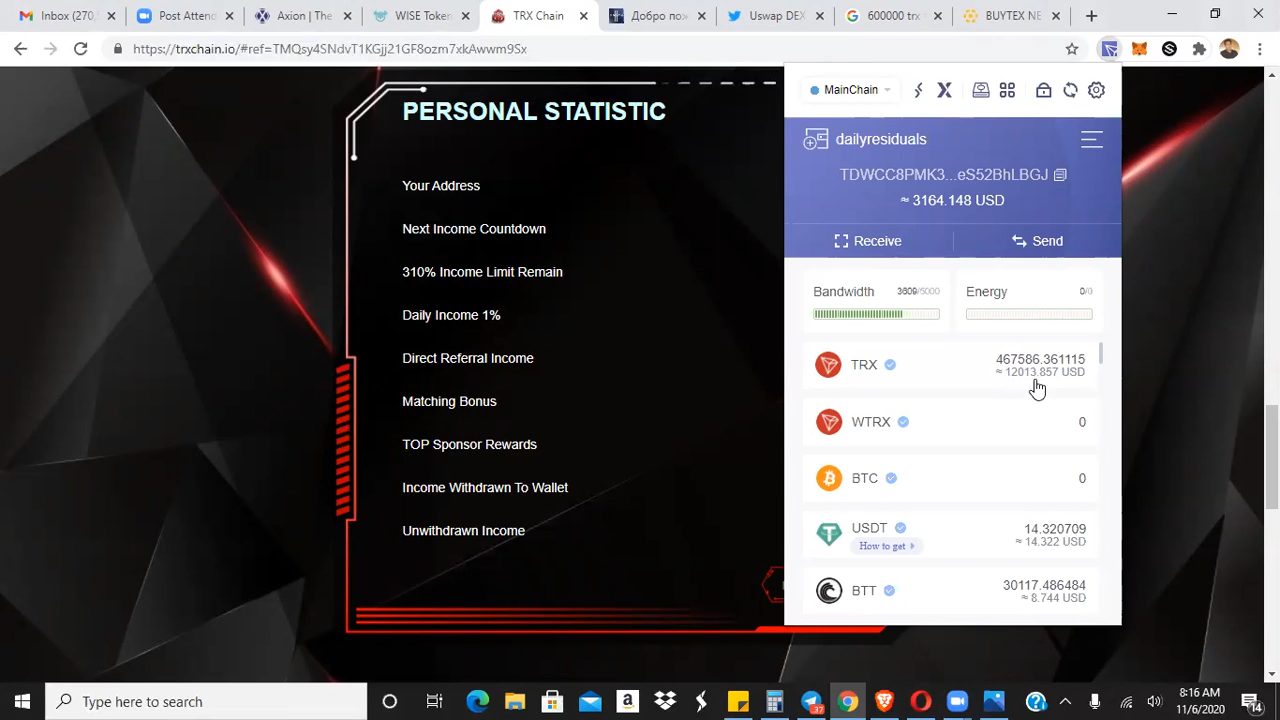 Inbox (270,
Post Attend
Axion | The
WISE Token
TRX Chain
Добро пож
Uswap DEX
600000 trx
BUYTEX NE
https://trxchain.io/#ref=TMQsy4SNdvT1KGjj21GF8ozm7xkAwwm9Sx
PERSONAL STATISTIC
Your Address
Next Income Countdown
310% Income Limit Remain
Daily Income 1%
Direct Referral Income
Matching Bonus
TOP Sponsor Rewards
Income Withdrawn To Wallet
Unwithdrawn Income
MainChain
dailyresiduals
TDWCC8PMK3...eS52BhLBGJ
≈ 3164.148 USD
Receive
Send
Bandwidth 3609/5000
Energy 0/0
TRX 467586.361115
≈ 12013.857 USD
WTRX 0
BTC 0
USDT 14.320709
How to get ≈ 14.322 USD
BTT 30117.486484
≈ 8.744 USD
Type here to search
37
8:16 AM
11/6/2020
14